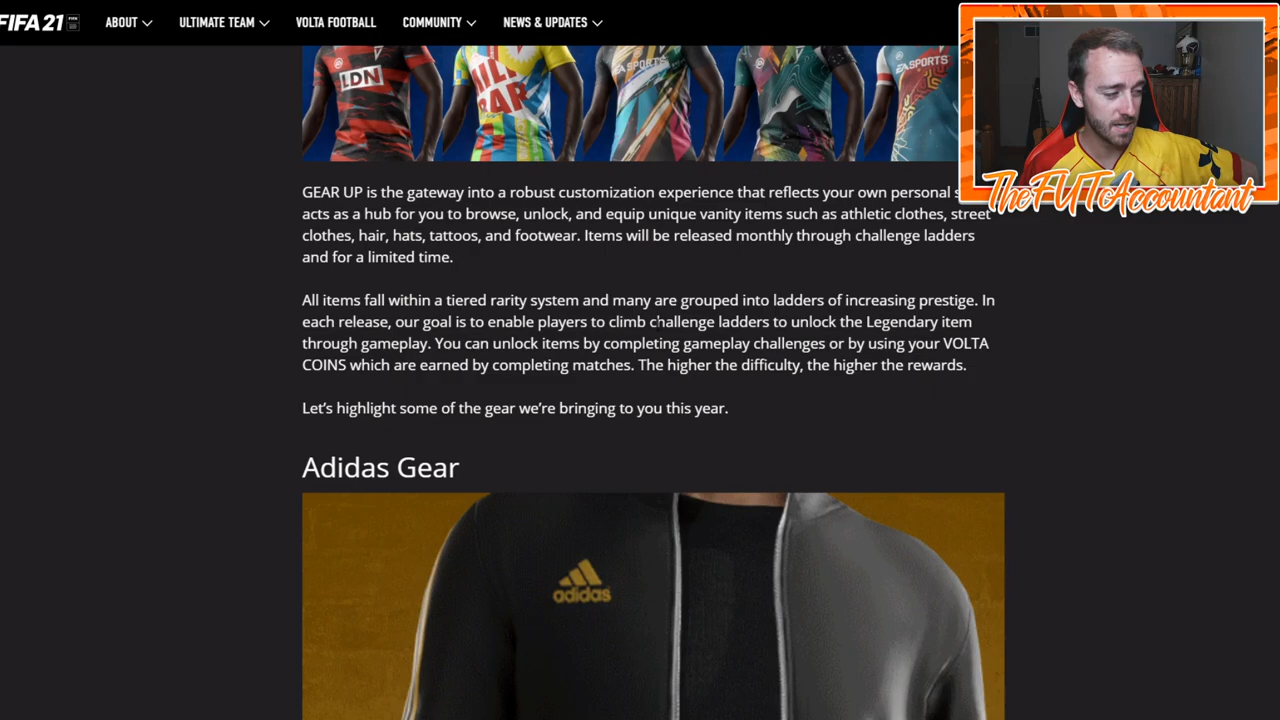 FIFA 21
ABOUT
ULTIMATE TEAM
VOLTA FOOTBALL
COMMUNITY
NEWS & UPDATES
LDN
EA SPORTS
EA SPORTS
TheFUTAccountant
GEAR UP is the gateway into a robust customization experience that reflects your own personal
acts as a hub for you to browse, unlock, and equip unique vanity items such as athletic clothes, street
clothes, hair, hats, tattoos, and footwear. Items will be released monthly through challenge ladders
and for a limited time.
All items fall within a tiered rarity system and many are grouped into ladders of increasing prestige. In
each release, our goal is to enable players to climb challenge ladders to unlock the Legendary item
through gameplay. You can unlock items by completing gameplay challenges or by using your VOLTA
COINS which are earned by completing matches. The higher the difficulty, the higher the rewards.
Let's highlight some of the gear we're bringing to you this year.
Adidas Gear
adidas